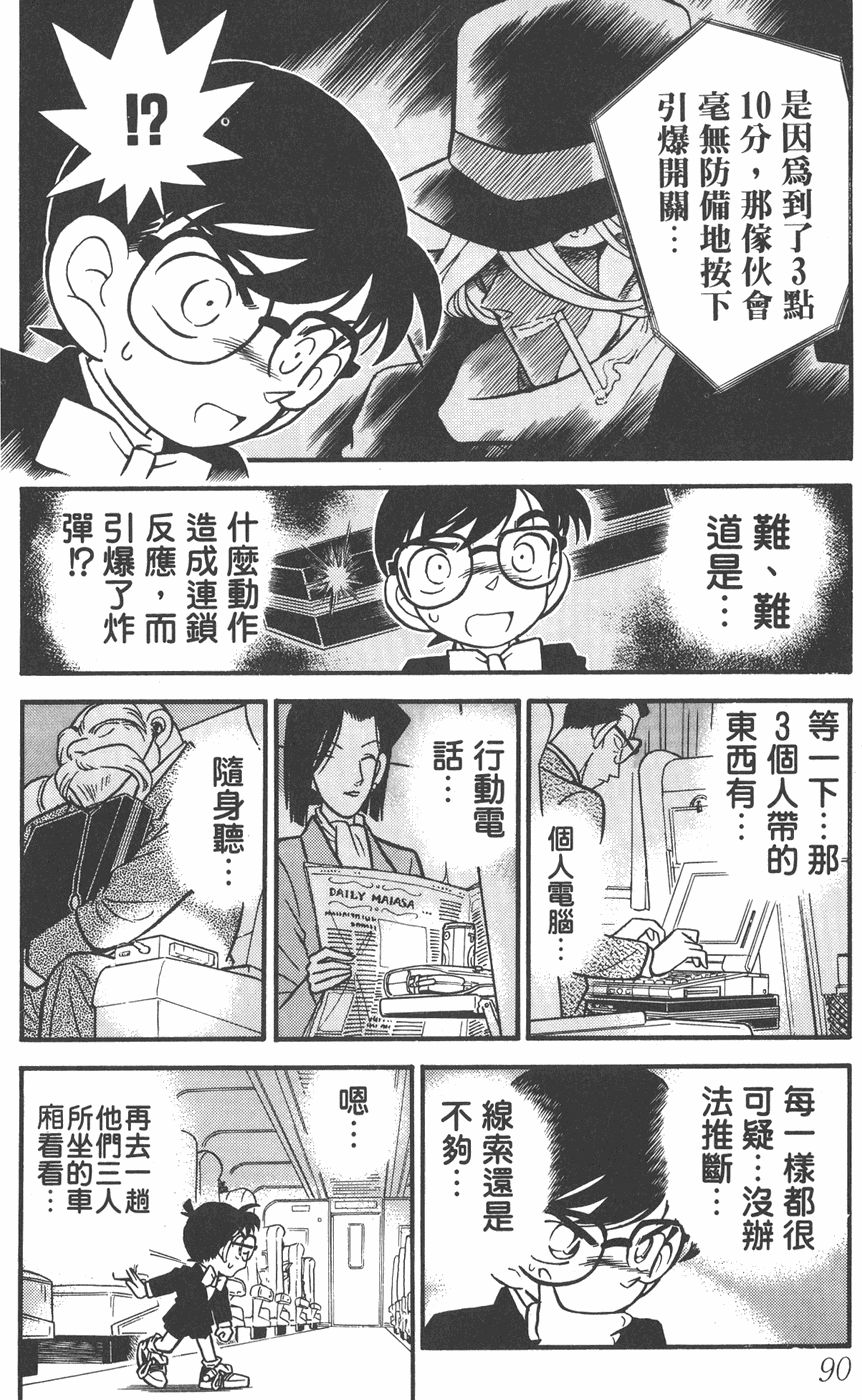 是因爲到了3點
10分，那傢伙會
毫無防備地按下
引爆開關…
!?
難、難
道是…
什麼動作
造成連鎖
反應，而
引爆了炸
彈!?
等一下…那
3個人帶的
東西有…
個人電腦…
行動電
話…
DAILY MAIASA
隨身聽…
每一樣都很
可疑…沒辦
法推斷…
線索還是
不夠…
嗯…
再去一趟
他們三人
所坐的車
廂看看…
90